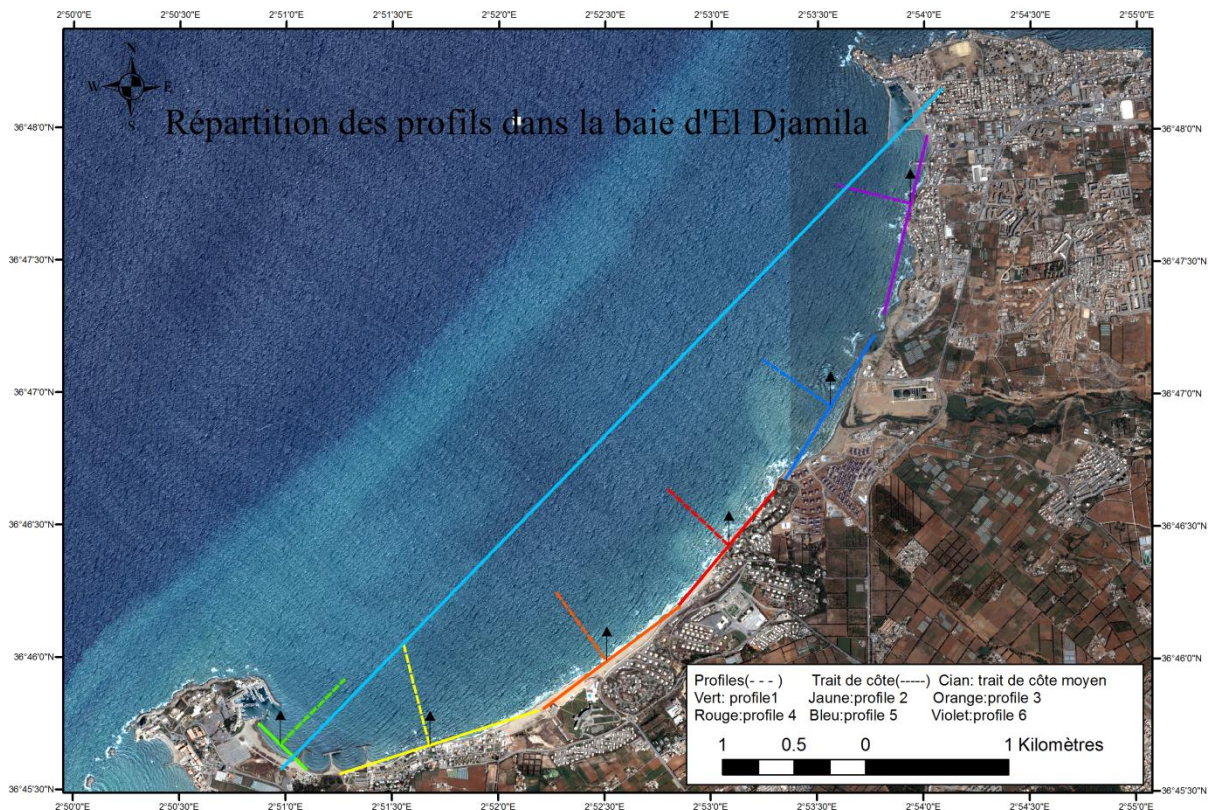 2°50'0"E 2°50'30"E 2°51'0"E 2°51'30"E 2°52'0"E 2°52'30"E 2°53'0"E 2°53'30"E 2°54'0"E 2°54'30"E 2°55'0"E
N
W E
S
Répartition des profils dans la baie d'El Djamila
36°48'0"N 36°48'0"N
36°47'30"N 36°47'30"N
36°47'0"N 36°47'0"N
36°46'30"N 36°46'30"N
36°46'0"N 36°46'0"N
Profiles(- - - ) Trait de côte(-----) Cian: trait de côte moyen
Vert: profile1 Jaune:profile 2 Orange:profile 3
Rouge:profile 4 Bleu:profile 5 Violet:profile 6
1 0.5 0 1 Kilomètres
36°45'30"N 36°45'30"N
2°50'0"E 2°50'30"E 2°51'0"E 2°51'30"E 2°52'0"E 2°52'30"E 2°53'0"E 2°53'30"E 2°54'0"E 2°54'30"E 2°55'0"E